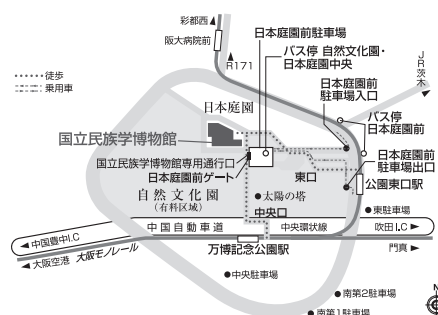 彩都西▲
阪大病院前
R171
日本庭園前駐車場
バス停 自然文化園・
日本庭園中央
JR茨木
徒歩
乗用車
日本庭園前
駐車場入口
日本庭園
バス停
日本庭園前
国立民族学博物館
国立民族学博物館専用通行口
日本庭園前ゲート
東口
日本庭園前
駐車場出口
公園東口駅
自然文化園
(有料区域)
●太陽の塔
中央口
●東駐車場
◀中国豊中I.C
中国自動車道
中央環状線
吹田I.C▶
◀大阪空港
大阪モノレール
万博記念公園駅
門真▶
●中央駐車場
●南第2駐車場
●南第1駐車場
N